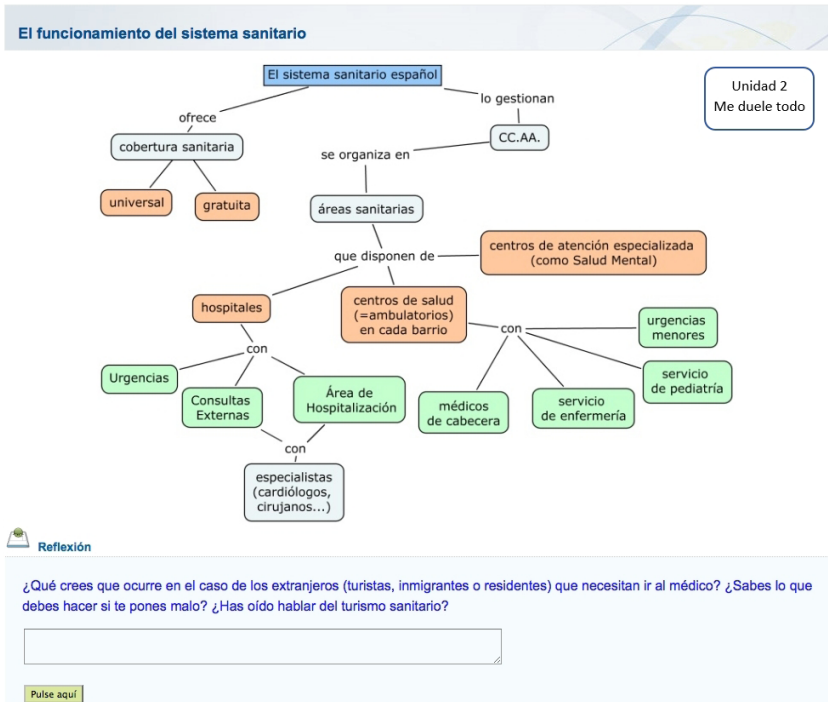 El funcionamiento del sistema sanitario
El sistema sanitario español
Unidad 2
Me duele todo
ofrece
lo gestionan
cobertura sanitaria
CC.AA.
se organiza en
universal
gratuita
áreas sanitarias
que disponen de
centros de atención especializada
(como Salud Mental)
hospitales
centros de salud
(=ambulatorios)
en cada barrio
con
urgencias
menores
con
Urgencias
Consultas
Externas
Área de
Hospitalización
médicos
de cabecera
servicio
de enfermería
servicio
de pediatría
con
especialistas
(cardiólogos,
cirujanos...)
Reflexión
¿Qué crees que ocurre en el caso de los extranjeros (turistas, inmigrantes o residentes) que necesitan ir al médico? ¿Sabes lo que
debes hacer si te pones malo? ¿Has oído hablar del turismo sanitario?
Pulse aquí